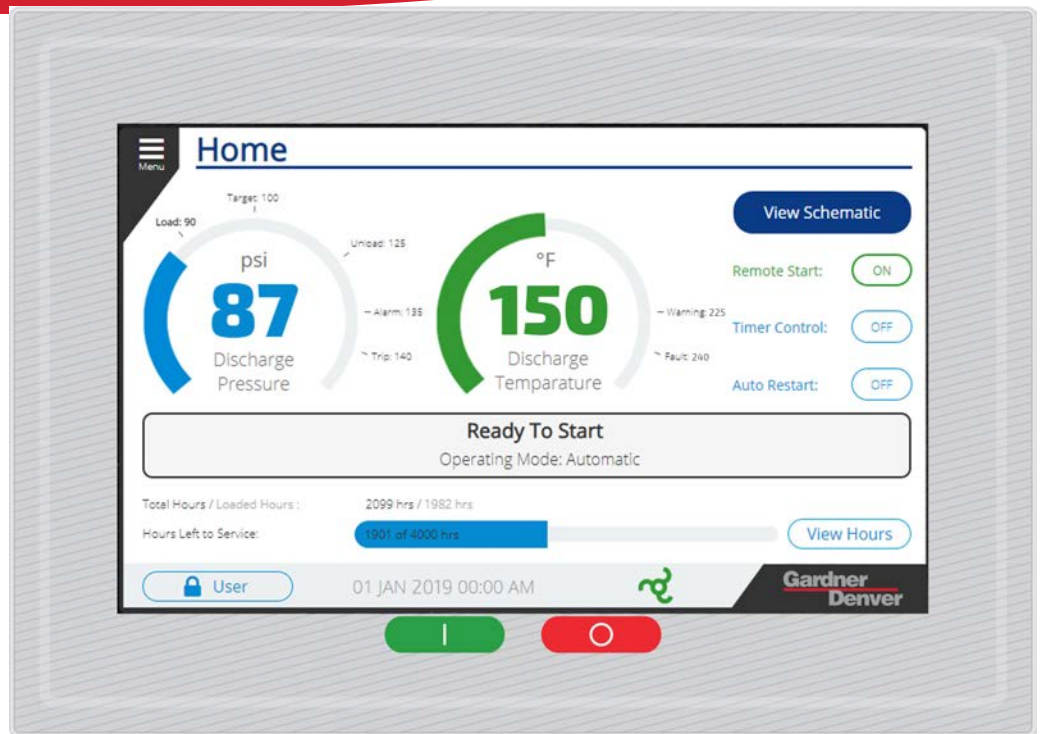 Menu
Home
Target: 100
Load: 90
Unload: 125
psi
87
Discharge
Pressure
Alarm: 135
Trip: 140
°F
150
Discharge
Temparature
Warning: 225
Fault: 240
View Schematic
Remote Start: ON
Timer Control: OFF
Auto Restart: OFF
Ready To Start
Operating Mode: Automatic
Total Hours / Loaded Hours : 2099 hrs / 1982 hrs
Hours Left to Service: 1901 of 4000 hrs
View Hours
User
01 JAN 2019 00:00 AM
Gardner
Denver